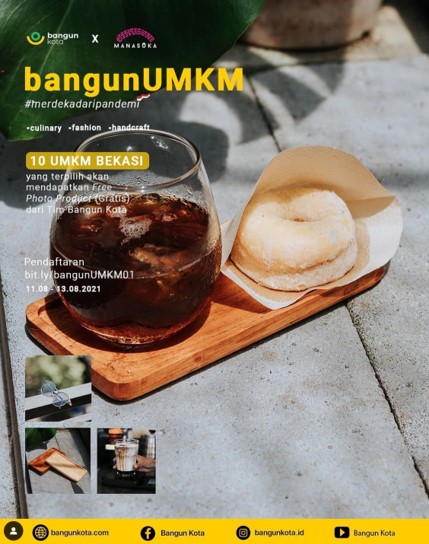 bangun
kota
X
MANASÖKA
bangunUMKM
#merdekadaripandemi
•culinary •fashion •handcraft
10 UMKM BEKASI
yang terpilih akan
mendapatkan Free
Photo Product (Gratis)
dari Tim Bangun Kota
Pendaftaran
bit.ly/bangunUMKM01
11.08 - 13.08.2021
bangunkota.com
Bangun Kota
bangunkota.id
Bangun Kota